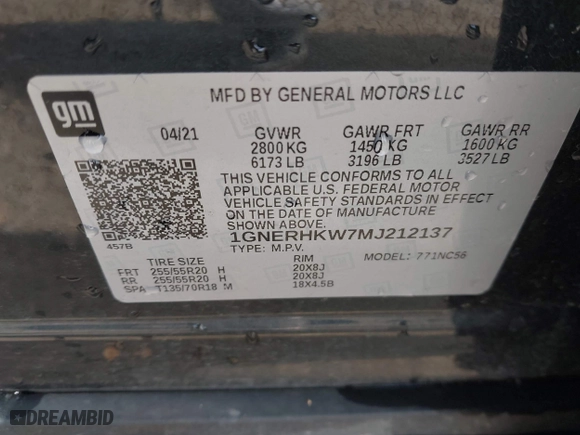 gm
MFD BY GENERAL MOTORS LLC
04/21 GVWR GAWR FRT GAWR RR
2800 KG 1450 KG 1600 KG
6173 LB 3196 LB 3527 LB
THIS VEHICLE CONFORMS TO ALL
APPLICABLE U.S. FEDERAL MOTOR
VEHICLE SAFETY STANDARDS IN EFFECT
ON THE DATE OF MANUFACTURE
SHOWN ABOVE.
1GNERHKW7MJ212137
457B
TYPE: M.P.V. MODEL: 771NC56
TIRE SIZE RIM
FRT 255/55R20 H 20X8J
RR 255/55R20 H 20X8J
SPA T135/70R18 M 18X4.5B
DREAMBID